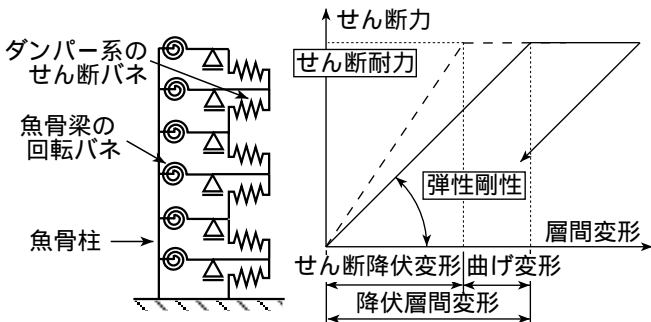 ダンパー系の
せん断バネ
魚骨梁の
回転バネ
魚骨柱
せん断力
せん断耐力
弾性剛性
層間変形
せん断降伏変形
曲げ変形
降伏層間変形